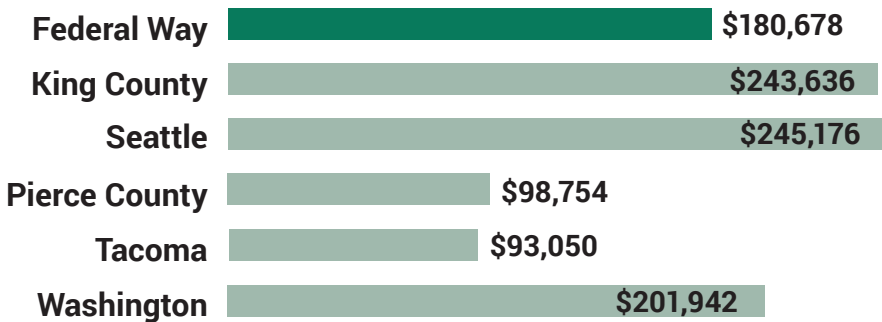 Federal Way $180,678
King County $243,636
Seattle $245,176
Pierce County $98,754
Tacoma $93,050
Washington $201,942